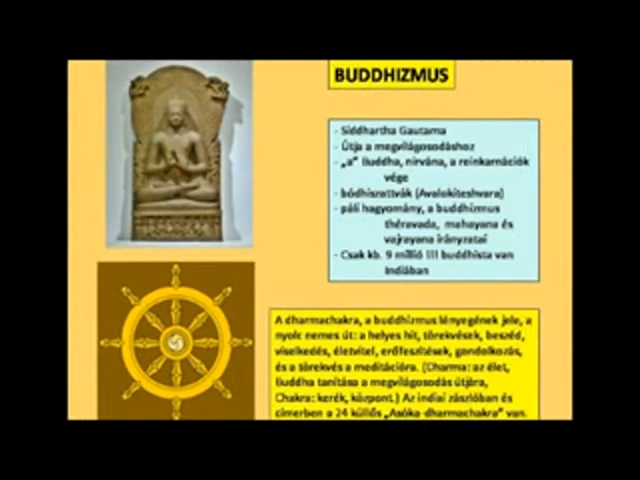 BUDDHIZMUS
- Siddhartha Gautama
- Útja a megvilágosodáshoz
- „a" Buddha, nirvána, a reinkarnációk
vége
- bódhiszattvák (Avalokiteshvara)
- páli hagyomány, a buddhizmus
théravada, mahayana és
vajrayana irányzatai
- Csak kb. 9 millió !!! buddhista van
Indiában
A dharmachakra, a buddhizmus lényegének jele, a
nyolc nemes út: a helyes hit, törekvések, beszéd,
viselkedés, életvitel, erőfeszítések, gondolkozás,
és a törekvés a meditációra. (Dharma: az élet,
Buddha tanítása a megvilágosodás útjára,
Chakra: kerék, központ.) Az indiai zászlóban és
címerben a 24 küllős „Asóka-dharmachakra" van.